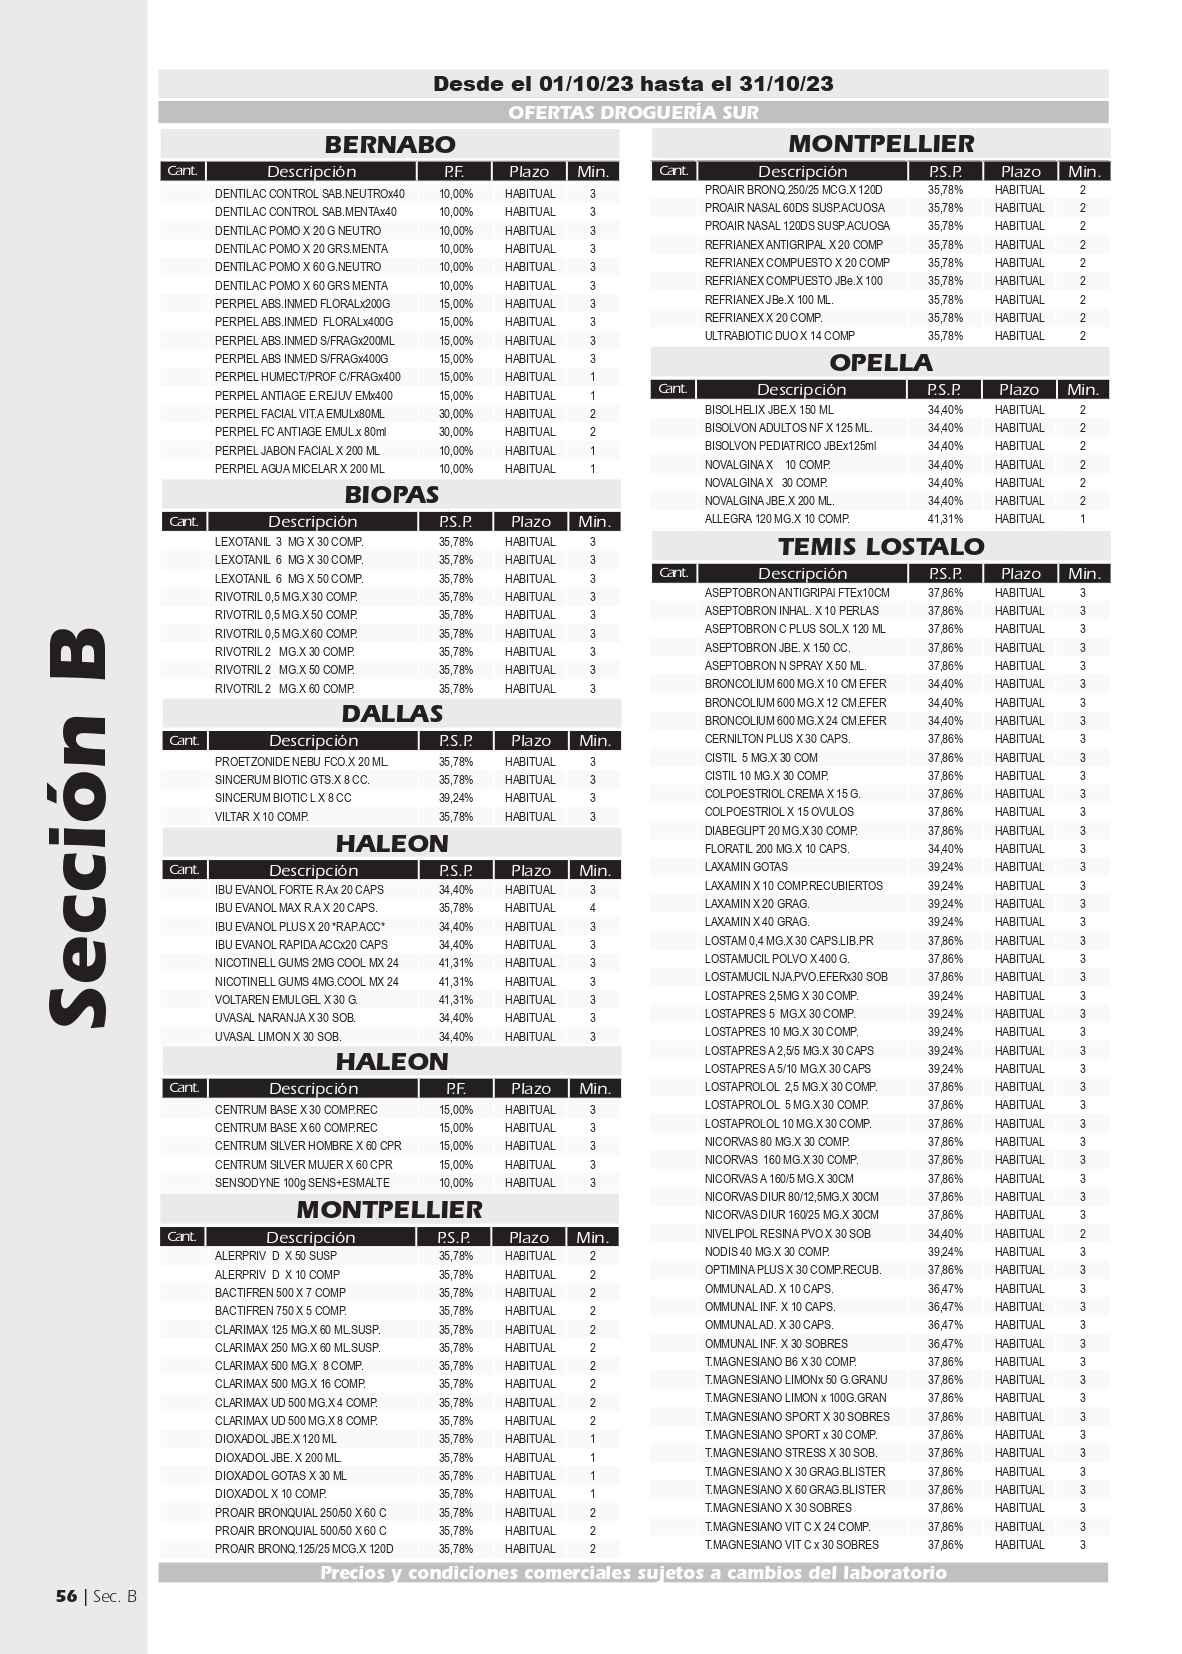 Desde el 01/10/23 hasta el 31/10/23
OFERTAS DROGUERÍA SUR
BERNABO
Cant. Descripción P.F. Plazo Min.
DENTILAC CONTROL SAB.NEUTROx40 10,00% HABITUAL 3
DENTILAC CONTROL SAB.MENTAx40 10,00% HABITUAL 3
DENTILAC POMO X 20 G NEUTRO 10,00% HABITUAL 3
DENTILAC POMO X 20 GRS.MENTA 10,00% HABITUAL 3
DENTILAC POMO X 60 G.NEUTRO 10,00% HABITUAL 3
DENTILAC POMO X 60 GRS MENTA 10,00% HABITUAL 3
PERPIEL ABS.INMED FLORALx200G 15,00% HABITUAL 3
PERPIEL ABS.INMED FLORALx400G 15,00% HABITUAL 3
PERPIEL ABS.INMED S/FRAGx200ML 15,00% HABITUAL 3
PERPIEL ABS INMED S/FRAGx400G 15,00% HABITUAL 3
PERPIEL HUMECT/PROF C/FRAGx400 15,00% HABITUAL 1
PERPIEL ANTIAGE E.REJUV EMx400 15,00% HABITUAL 1
PERPIEL FACIAL VIT.A EMULx80ML 30,00% HABITUAL 2
PERPIEL FC ANTIAGE EMUL.x 80ml 30,00% HABITUAL 2
PERPIEL JABON FACIAL X 200 ML 10,00% HABITUAL 1
PERPIEL AGUA MICELAR X 200 ML 10,00% HABITUAL 1
BIOPAS
Cant. Descripción P.S.P. Plazo Min.
LEXOTANIL 3 MG X 30 COMP. 35,78% HABITUAL 3
LEXOTANIL 6 MG X 30 COMP. 35,78% HABITUAL 3
LEXOTANIL 6 MG X 50 COMP. 35,78% HABITUAL 3
RIVOTRIL 0,5 MG.X 30 COMP. 35,78% HABITUAL 3
RIVOTRIL 0,5 MG.X 50 COMP. 35,78% HABITUAL 3
RIVOTRIL 0,5 MG.X 60 COMP. 35,78% HABITUAL 3
RIVOTRIL 2 MG.X 30 COMP. 35,78% HABITUAL 3
RIVOTRIL 2 MG.X 50 COMP. 35,78% HABITUAL 3
RIVOTRIL 2 MG.X 60 COMP. 35,78% HABITUAL 3
DALLAS
Cant. Descripción P.S.P. Plazo Min.
PROETZONIDE NEBU FCO.X 20 ML. 35,78% HABITUAL 3
SINCERUM BIOTIC GTS.X 8 CC. 35,78% HABITUAL 3
SINCERUM BIOTIC L X 8 CC 39,24% HABITUAL 3
VILTAR X 10 COMP. 35,78% HABITUAL 3
HALEON
Cant. Descripción P.S.P. Plazo Min.
IBU EVANOL FORTE R.Ax 20 CAPS 34,40% HABITUAL 3
IBU EVANOL MAX R.A X 20 CAPS. 35,78% HABITUAL 4
IBU EVANOL PLUS X 20 *RAP.ACC* 34,40% HABITUAL 3
IBU EVANOL RAPIDA ACCx20 CAPS 34,40% HABITUAL 3
NICOTINELL GUMS 2MG COOL MX 24 41,31% HABITUAL 3
NICOTINELL GUMS 4MG.COOL MX 24 41,31% HABITUAL 3
VOLTAREN EMULGEL X 30 G. 41,31% HABITUAL 3
UVASAL NARANJA X 30 SOB. 34,40% HABITUAL 3
UVASAL LIMON X 30 SOB. 34,40% HABITUAL 3
HALEON
Cant. Descripción P.F. Plazo Min.
CENTRUM BASE X 30 COMP.REC 15,00% HABITUAL 3
CENTRUM BASE X 60 COMP.REC 15,00% HABITUAL 3
CENTRUM SILVER HOMBRE X 60 CPR 15,00% HABITUAL 3
CENTRUM SILVER MUJER X 60 CPR 15,00% HABITUAL 3
SENSODYNE 100g SENS+ESMALTE 10,00% HABITUAL 3
MONTPELLIER
Cant. Descripción P.S.P. Plazo Min.
ALERPRIV D X 50 SUSP 35,78% HABITUAL 2
ALERPRIV D X 10 COMP 35,78% HABITUAL 2
BACTIFREN 500 X 7 COMP 35,78% HABITUAL 2
BACTIFREN 750 X 5 COMP. 35,78% HABITUAL 2
CLARIMAX 125 MG.X 60 ML.SUSP. 35,78% HABITUAL 2
CLARIMAX 250 MG.X 60 ML.SUSP. 35,78% HABITUAL 2
CLARIMAX 500 MG.X 8 COMP. 35,78% HABITUAL 2
CLARIMAX 500 MG.X 16 COMP. 35,78% HABITUAL 2
CLARIMAX UD 500 MG.X 4 COMP. 35,78% HABITUAL 2
CLARIMAX UD 500 MG.X 8 COMP. 35,78% HABITUAL 2
DIOXADOL JBE.X 120 ML 35,78% HABITUAL 1
DIOXADOL JBE. X 200 ML. 35,78% HABITUAL 1
DIOXADOL GOTAS X 30 ML 35,78% HABITUAL 1
DIOXADOL X 10 COMP. 35,78% HABITUAL 1
PROAIR BRONQUIAL 250/50 X 60 C 35,78% HABITUAL 2
PROAIR BRONQUIAL 500/50 X 60 C 35,78% HABITUAL 2
PROAIR BRONQ.125/25 MCG.X 120D 35,78% HABITUAL 2
MONTPELLIER
Cant. Descripción P.S.P. Plazo Min.
PROAIR BRONQ.250/25 MCG.X 120D 35,78% HABITUAL 2
PROAIR NASAL 60DS SUSP.ACUOSA 35,78% HABITUAL 2
PROAIR NASAL 120DS SUSP.ACUOSA 35,78% HABITUAL 2
REFRIANEX ANTIGRIPAL X 20 COMP 35,78% HABITUAL 2
REFRIANEX COMPUESTO X 20 COMP 35,78% HABITUAL 2
REFRIANEX COMPUESTO JBe.X 100 35,78% HABITUAL 2
REFRIANEX JBe.X 100 ML. 35,78% HABITUAL 2
REFRIANEX X 20 COMP. 35,78% HABITUAL 2
ULTRABIOTIC DUO X 14 COMP 35,78% HABITUAL 2
OPELLA
Cant. Descripción P.S.P. Plazo Min.
BISOLHELIX JBE.X 150 ML 34,40% HABITUAL 2
BISOLVON ADULTOS NF X 125 ML. 34,40% HABITUAL 2
BISOLVON PEDIATRICO JBEx125ml 34,40% HABITUAL 2
NOVALGINA X 10 COMP. 34,40% HABITUAL 2
NOVALGINA X 30 COMP. 34,40% HABITUAL 2
NOVALGINA JBE.X 200 ML. 34,40% HABITUAL 2
ALLEGRA 120 MG.X 10 COMP. 41,31% HABITUAL 1
TEMIS LOSTALO
Cant. Descripción P.S.P. Plazo Min.
ASEPTOBRON ANTIGRIPAl FTEx10CM 37,86% HABITUAL 3
ASEPTOBRON INHAL. X 10 PERLAS 37,86% HABITUAL 3
ASEPTOBRON C PLUS SOL.X 120 ML 37,86% HABITUAL 3
ASEPTOBRON JBE. X 150 CC. 37,86% HABITUAL 3
ASEPTOBRON N SPRAY X 50 ML. 37,86% HABITUAL 3
BRONCOLIUM 600 MG.X 10 CM EFER 34,40% HABITUAL 3
BRONCOLIUM 600 MG.X 12 CM.EFER 34,40% HABITUAL 3
BRONCOLIUM 600 MG.X 24 CM.EFER 34,40% HABITUAL 3
CERNILTON PLUS X 30 CAPS. 37,86% HABITUAL 3
CISTIL 5 MG.X 30 COM 37,86% HABITUAL 3
CISTIL 10 MG.X 30 COMP. 37,86% HABITUAL 3
COLPOESTRIOL CREMA X 15 G. 37,86% HABITUAL 3
COLPOESTRIOL X 15 OVULOS 37,86% HABITUAL 3
DIABEGLIPT 20 MG.X 30 COMP. 37,86% HABITUAL 3
FLORATIL 200 MG.X 10 CAPS. 34,40% HABITUAL 3
LAXAMIN GOTAS 39,24% HABITUAL 3
LAXAMIN X 10 COMP.RECUBIERTOS 39,24% HABITUAL 3
LAXAMIN X 20 GRAG. 39,24% HABITUAL 3
LAXAMIN X 40 GRAG. 39,24% HABITUAL 3
LOSTAM 0,4 MG.X 30 CAPS.LIB.PR 37,86% HABITUAL 3
LOSTAMUCIL POLVO X 400 G. 37,86% HABITUAL 3
LOSTAMUCIL NJA.PVO.EFERx30 SOB 37,86% HABITUAL 3
LOSTAPRES 2,5MG X 30 COMP. 39,24% HABITUAL 3
LOSTAPRES 5 MG.X 30 COMP. 39,24% HABITUAL 3
LOSTAPRES 10 MG.X 30 COMP. 39,24% HABITUAL 3
LOSTAPRES A 2,5/5 MG.X 30 CAPS 39,24% HABITUAL 3
LOSTAPRES A 5/10 MG.X 30 CAPS 39,24% HABITUAL 3
LOSTAPROLOL 2,5 MG.X 30 COMP. 37,86% HABITUAL 3
LOSTAPROLOL 5 MG.X 30 COMP. 37,86% HABITUAL 3
LOSTAPROLOL 10 MG.X 30 COMP. 37,86% HABITUAL 3
NICORVAS 80 MG.X 30 COMP. 37,86% HABITUAL 3
NICORVAS 160 MG.X 30 COMP. 37,86% HABITUAL 3
NICORVAS A 160/5 MG.X 30CM 37,86% HABITUAL 3
NICORVAS DIUR 80/12,5MG.X 30CM 37,86% HABITUAL 3
NICORVAS DIUR 160/25 MG.X 30CM 37,86% HABITUAL 3
NIVELIPOL RESINA PVO X 30 SOB 34,40% HABITUAL 2
NODIS 40 MG.X 30 COMP. 39,24% HABITUAL 3
OPTIMINA PLUS X 30 COMP.RECUB. 37,86% HABITUAL 3
OMMUNAL AD. X 10 CAPS. 36,47% HABITUAL 3
OMMUNAL INF. X 10 CAPS. 36,47% HABITUAL 3
OMMUNAL AD. X 30 CAPS. 36,47% HABITUAL 3
OMMUNAL INF. X 30 SOBRES 36,47% HABITUAL 3
T.MAGNESIANO B6 X 30 COMP. 37,86% HABITUAL 3
T.MAGNESIANO LIMONx 50 G.GRANU 37,86% HABITUAL 3
T.MAGNESIANO LIMON x 100G.GRAN 37,86% HABITUAL 3
T.MAGNESIANO SPORT X 30 SOBRES 37,86% HABITUAL 3
T.MAGNESIANO SPORT x 30 COMP. 37,86% HABITUAL 3
T.MAGNESIANO STRESS X 30 SOB. 37,86% HABITUAL 3
T.MAGNESIANO X 30 GRAG.BLISTER 37,86% HABITUAL 3
T.MAGNESIANO X 60 GRAG.BLISTER 37,86% HABITUAL 3
T.MAGNESIANO X 30 SOBRES 37,86% HABITUAL 3
T.MAGNESIANO VIT C X 24 COMP. 37,86% HABITUAL 3
T.MAGNESIANO VIT C x 30 SOBRES 37,86% HABITUAL 3
Precios y condiciones comerciales sujetos a cambios del laboratorio
Sección B
56 | Sec. B